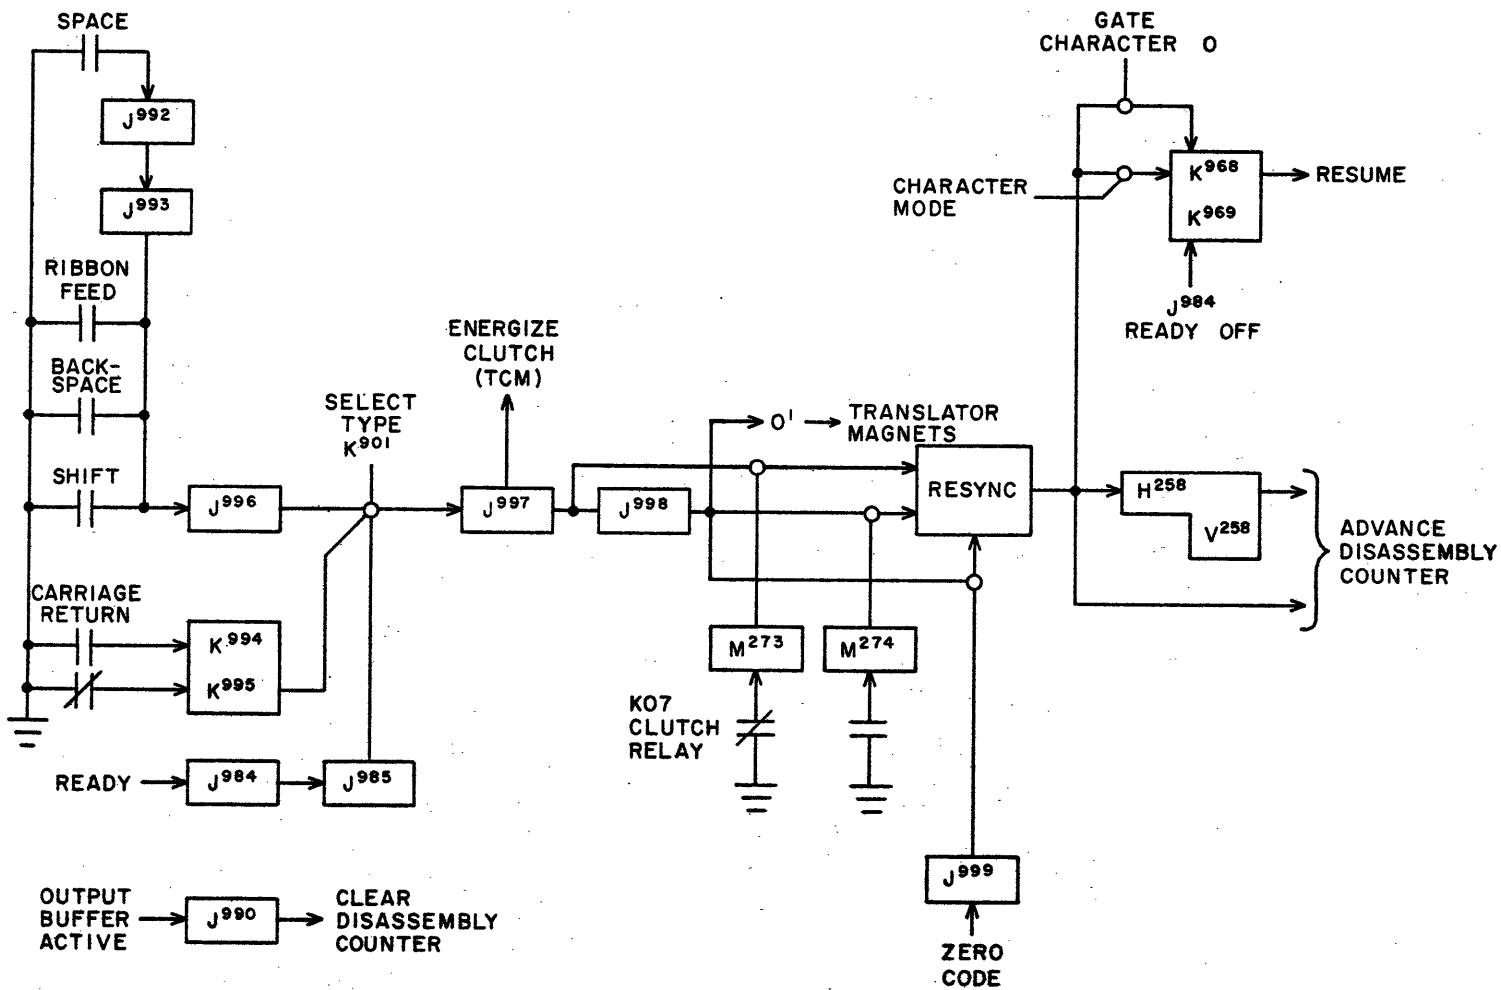 SPACE
J992
J993
RIBBON
FEED
BACK-
SPACE
SHIFT
J996
CARRIAGE
RETURN
K994
K995
READY
J984
J985
OUTPUT
BUFFER
ACTIVE
J990
CLEAR
DISASSEMBLY
COUNTER
SELECT
TYPE
K901
ENERGIZE
CLUTCH
(TCM)
J997
J998
O'
TRANSLATOR
MAGNETS
RESYNC
M273
M274
K07
CLUTCH
RELAY
J999
ZERO
CODE
GATE
CHARACTER O
CHARACTER
MODE
K968
K969
RESUME
J984
READY OFF
H258
V258
ADVANCE
DISASSEMBLY
COUNTER